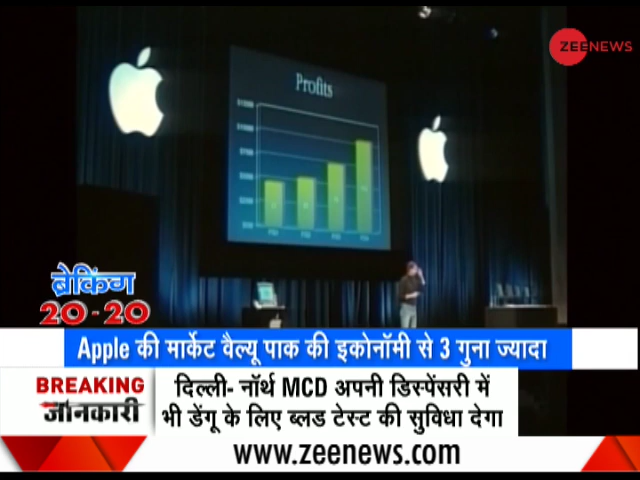 ZEENEWS
Profits
ब्रेकिंग
20-20
Apple की मार्केट वैल्यू पाक की इकोनॉमी से 3 गुना ज्यादा
BREAKING
जानकारी
दिल्ली- नॉर्थ MCD अपनी डिस्पेंसरी में
भी डेंगू के लिए ब्लड टेस्ट की सुविधा देगा
www.zeenews.com